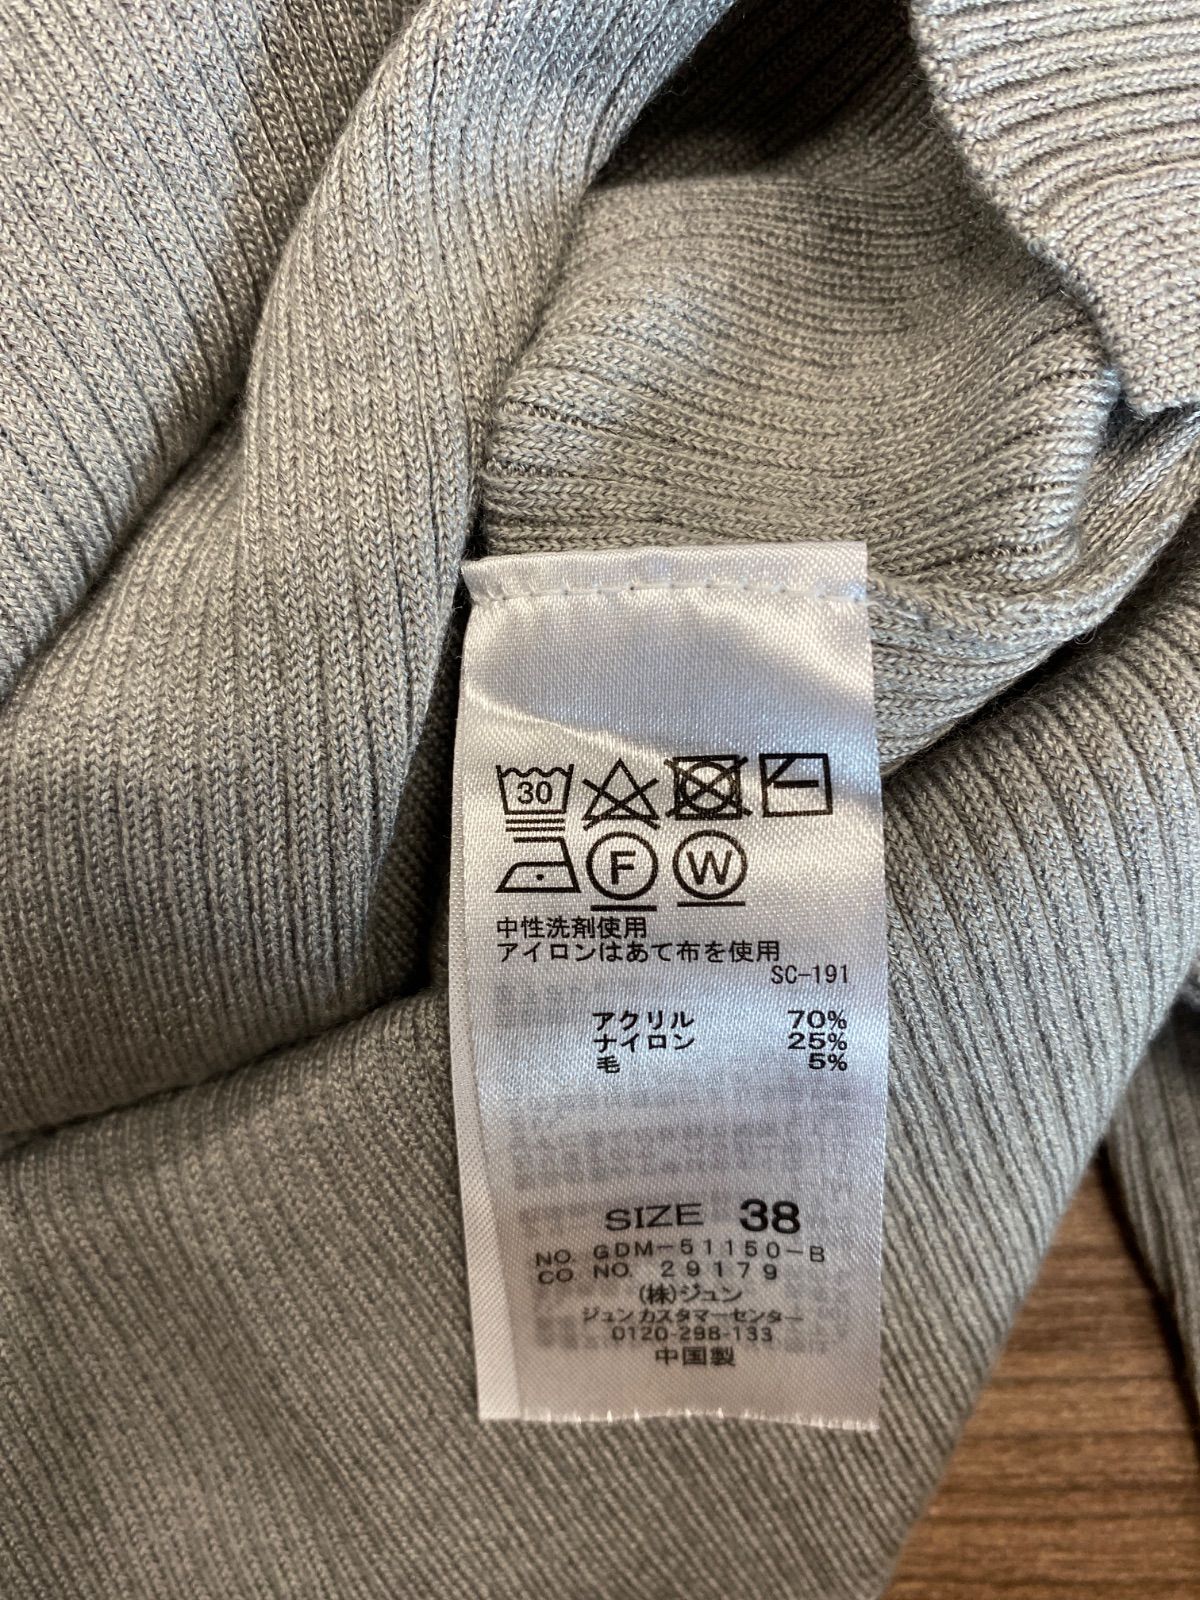 30
F W
中性洗剤使用
アイロンはあて布を使用
SC-191
アクリル 70%
ナイロン 25%
毛 5%
SIZE 38
NO. GDM-51150-B
CO NO. 29179
(株)ジュン
ジュンカスタマーセンター
0120-298-133
中国製